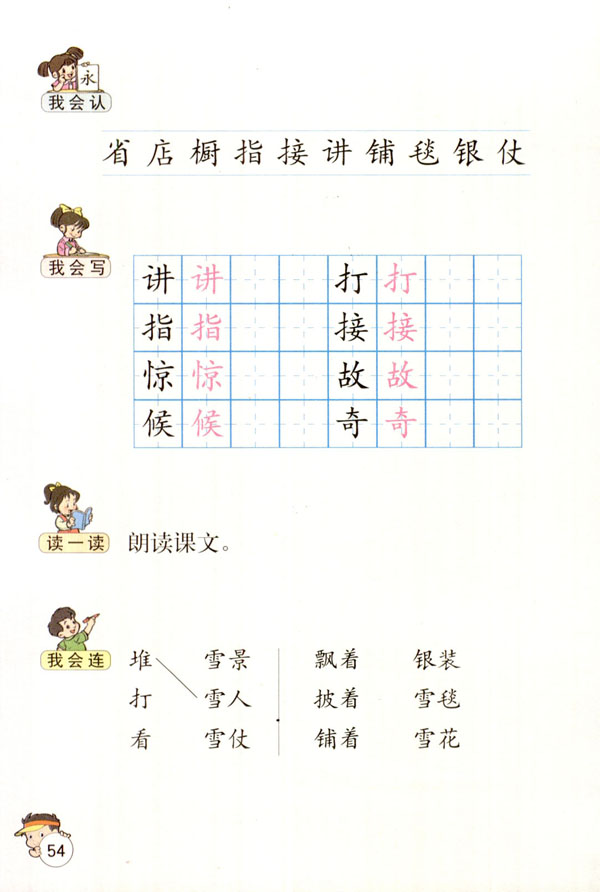 永
我会认
省店橱指接讲铺毯银仗
我会写
讲讲 打打
指指 接接
惊惊 故故
候候 奇奇
读一读 朗读课文。
我会连
堆 雪景 飘着 银装
打 雪人 披着 雪毯
看 雪仗 铺着 雪花
54